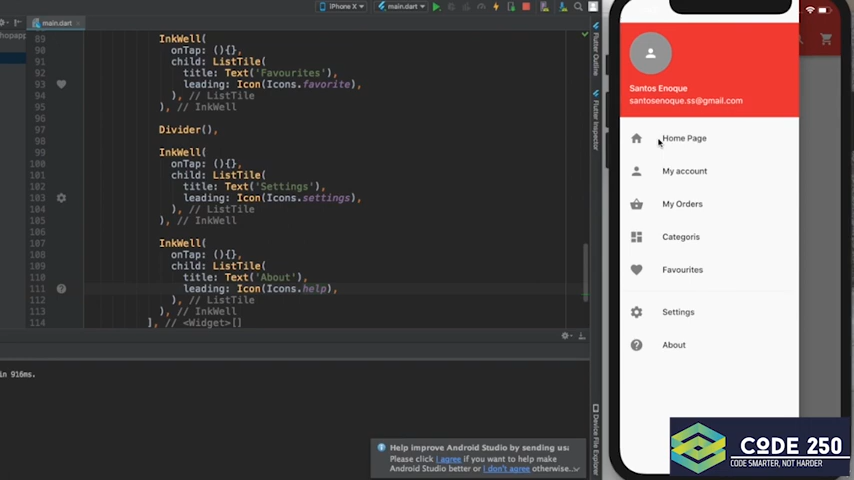 iPhone X
main.dart
hopapp
main.dart
89
InkWell(
90
onTap: (){},
91
child: ListTile(
92
title: Text('Favourites'),
93
leading: Icon(Icons.favorite),
94
), // ListTile
95
), // InkWell
96
97
Divider(),
98
99
InkWell(
100
onTap: (){},
101
child: ListTile(
102
title: Text('Settings'),
103
leading: Icon(Icons.settings),
104
), // ListTile
105
), // InkWell
106
107
InkWell(
108
onTap: (){},
109
child: ListTile(
110
title: Text('About'),
111
leading: Icon(Icons.help),
112
), // ListTile
113
), // InkWell
114
], // <Widget>[]
Flutter Outline
Flutter Inspector
Device File Explorer
in 916ms.
Help improve Android Studio by sending usa
Please click I agree if you want to help make
Android Studio better or I don't agree otherwise...
Santos Enoque
santosenoque.ss@gmail.com
Home Page
My account
My Orders
Categoris
Favourites
Settings
About
CODE 250
CODE SMARTER, NOT HARDER